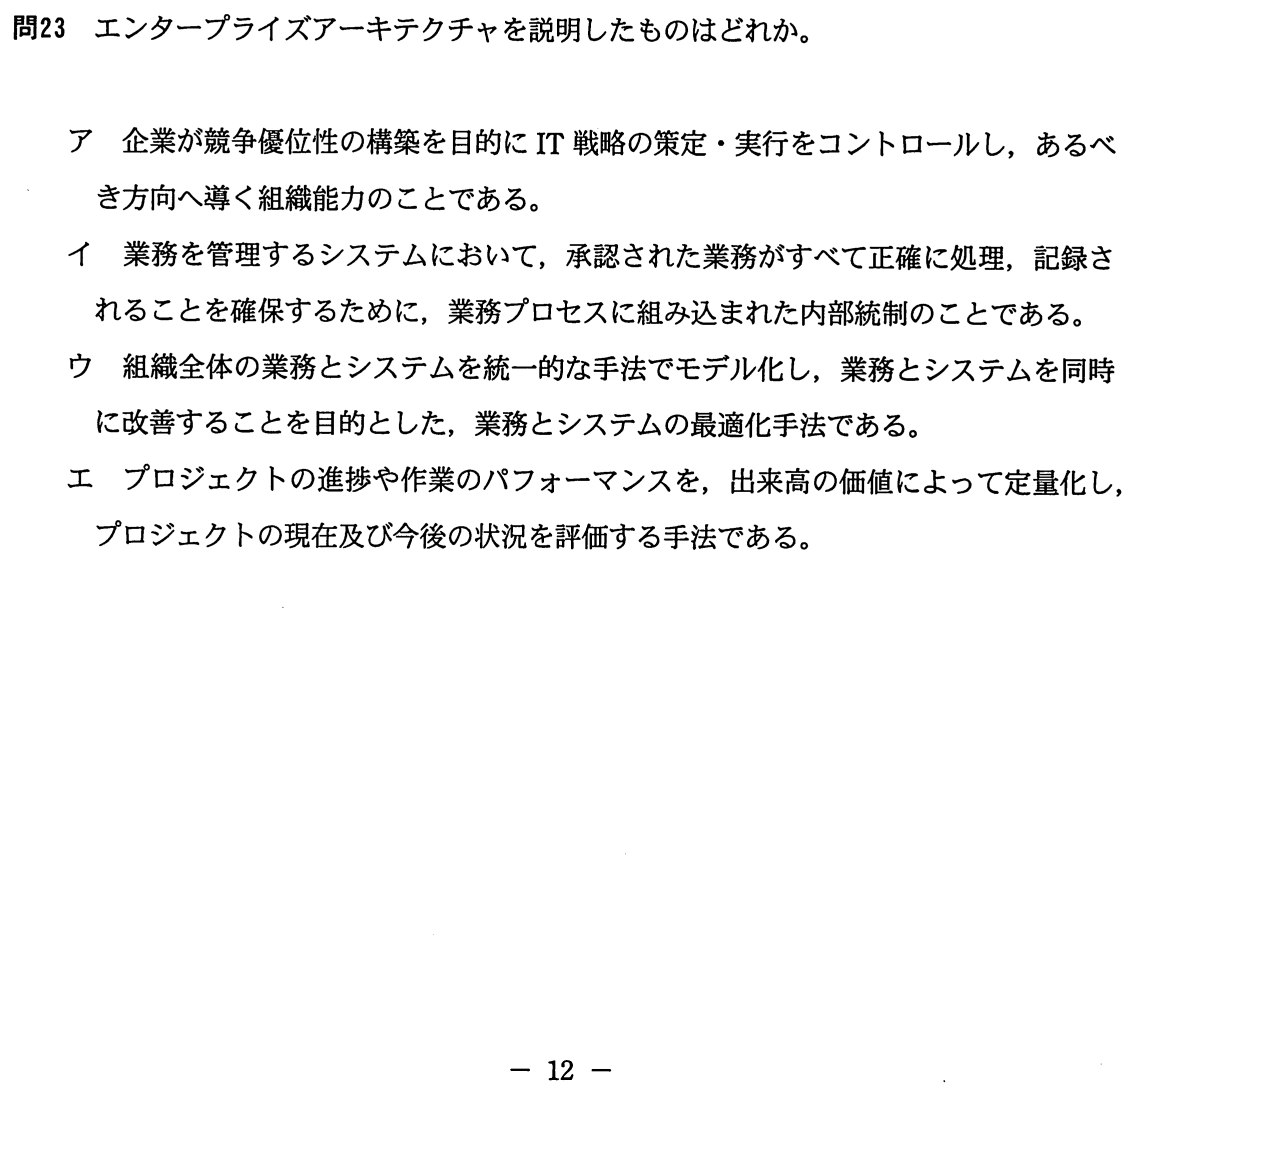 問23 エンタープライズアーキテクチャを説明したものはどれか。
ア 企業が競争優位性の構築を目的に IT 戦略の策定・実行をコントロールし，あるべ
き方向へ導く組織能力のことである。
イ 業務を管理するシステムにおいて，承認された業務がすべて正確に処理，記録さ
れることを確保するために，業務プロセスに組み込まれた内部統制のことである。
ウ 組織全体の業務とシステムを統一的な手法でモデル化し，業務とシステムを同時
に改善することを目的とした，業務とシステムの最適化手法である。
エ プロジェクトの進捗や作業のパフォーマンスを，出来高の価値によって定量化し，
プロジェクトの現在及び今後の状況を評価する手法である。
－ 12 －